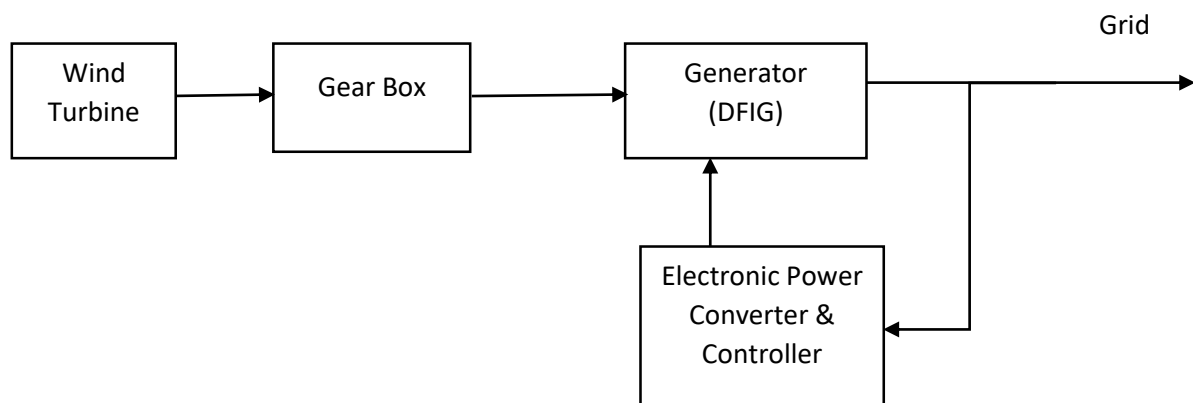 Grid
Wind
Turbine
Gear Box
Generator
(DFIG)
Electronic Power
Converter &
Controller